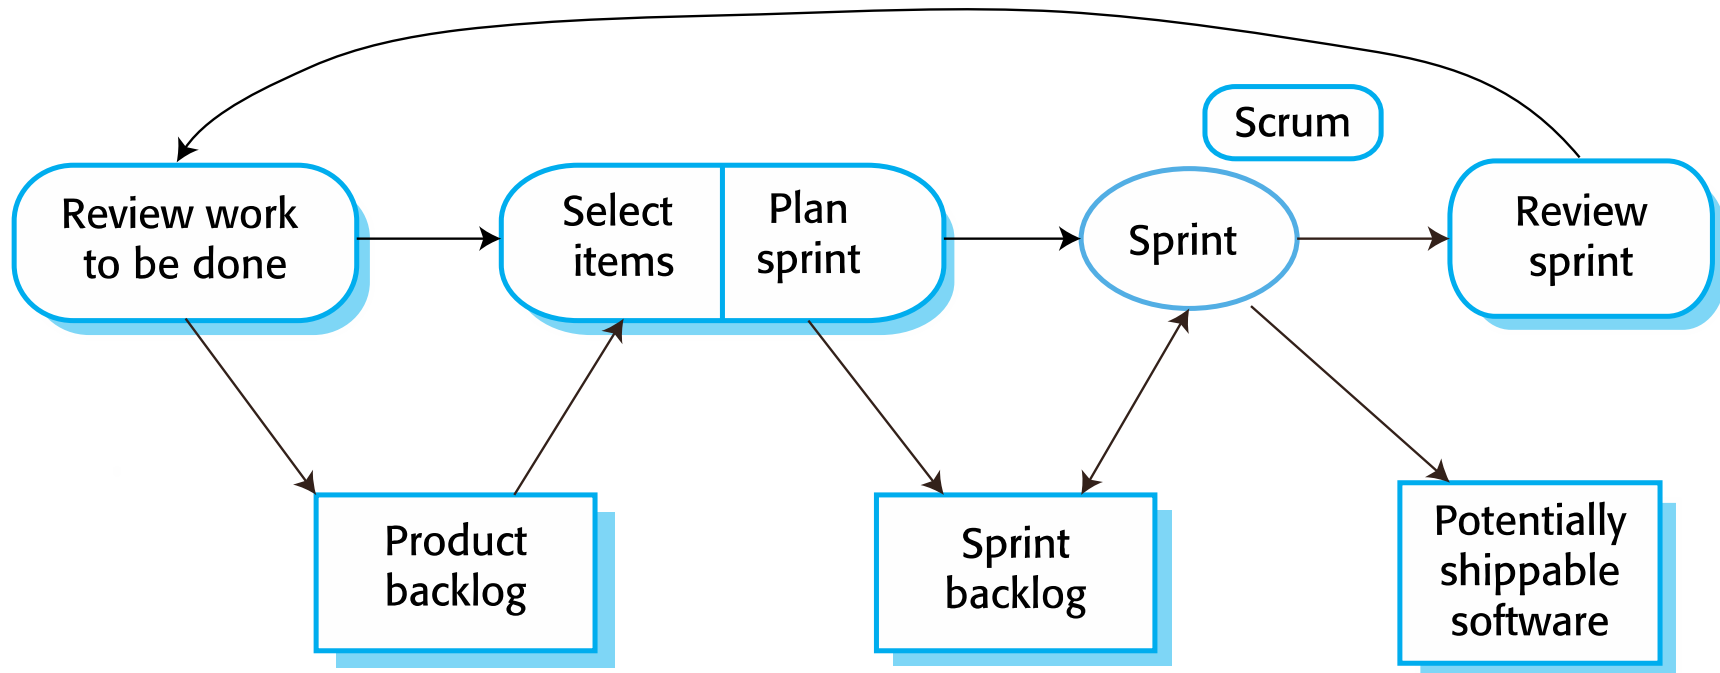 Scrum
Review work
to be done
Select
items
Plan
sprint
Sprint
Review
sprint
Product
backlog
Sprint
backlog
Potentially
shippable
software